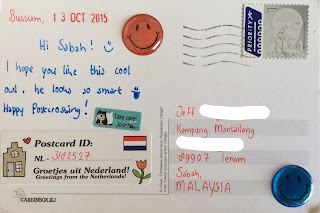 Bussum, 13 OCT 2015
Hi Sabah!
I hope you like this cool
owl. he looks so smart
Happy Postcrossing!
take care!
Postcard ID:
NL - 3182527
Groetjes uit Nederland!
Greetings from the Netherlands!
CARDENBOX.EU
PRIORITY
Jeff
Kampung Mantailang
89907 Tenom
Sabah,
MALAYSIA